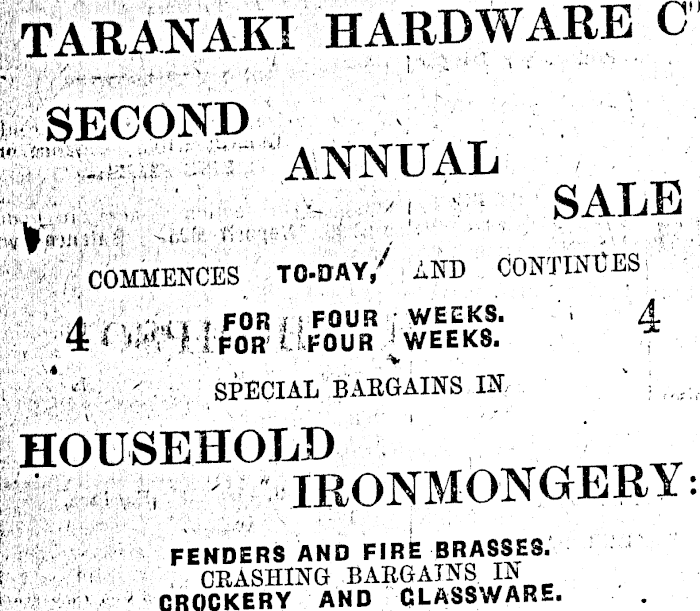 TARANAKI HARDWARE C
SECOND
ANNUAL
SALE
COMMENCES TO-DAY, AND CONTINUES
4 FOR FOUR WEEKS. 4
FOR FOUR WEEKS.
SPECIAL BARGAINS IN
HOUSEHOLD
IRONMONGERY:
FENDERS AND FIRE BRASSES.
CRASHING BARGAINS IN
CROCKERY AND GLASSWARE.